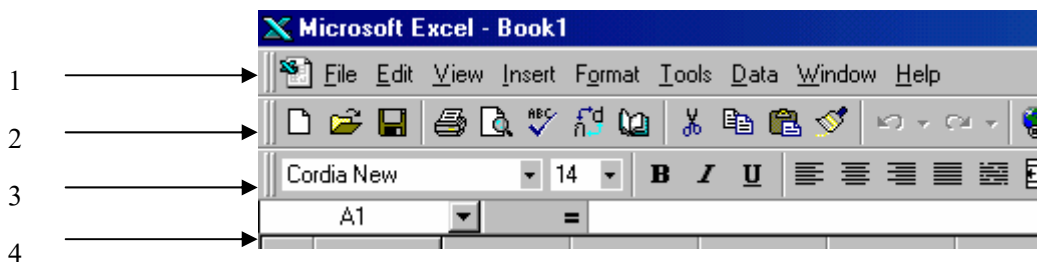 Microsoft Excel - Book1
1 File Edit View Insert Format Tools Data Window Help
2 ABC
3 Cordia New 14 B I U
A1 =
4